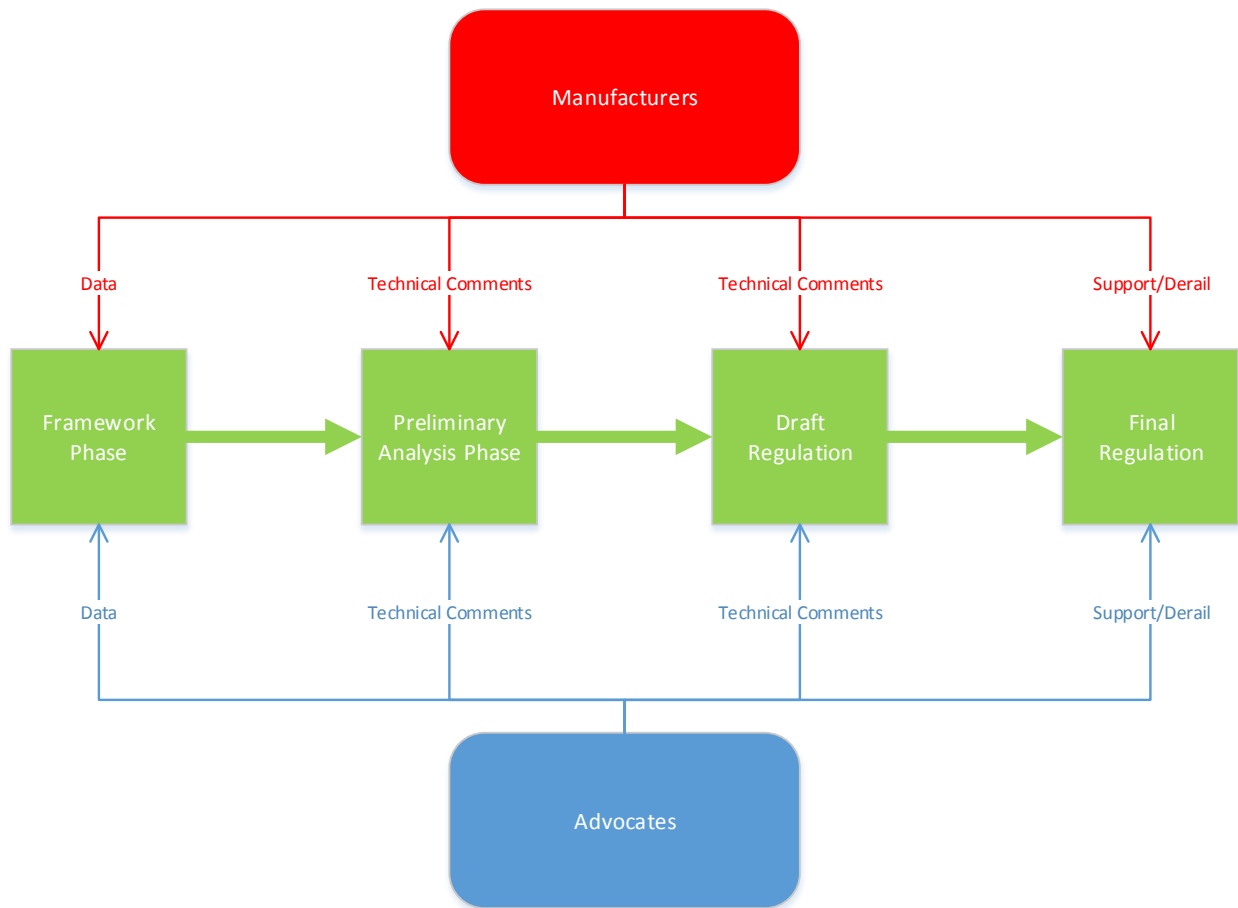 Manufacturers
Data
Technical Comments
Technical Comments
Support/Derail
Framework
Phase
Preliminary
Analysis Phase
Draft
Regulation
Final
Regulation
Data
Technical Comments
Technical Comments
Support/Derail
Advocates